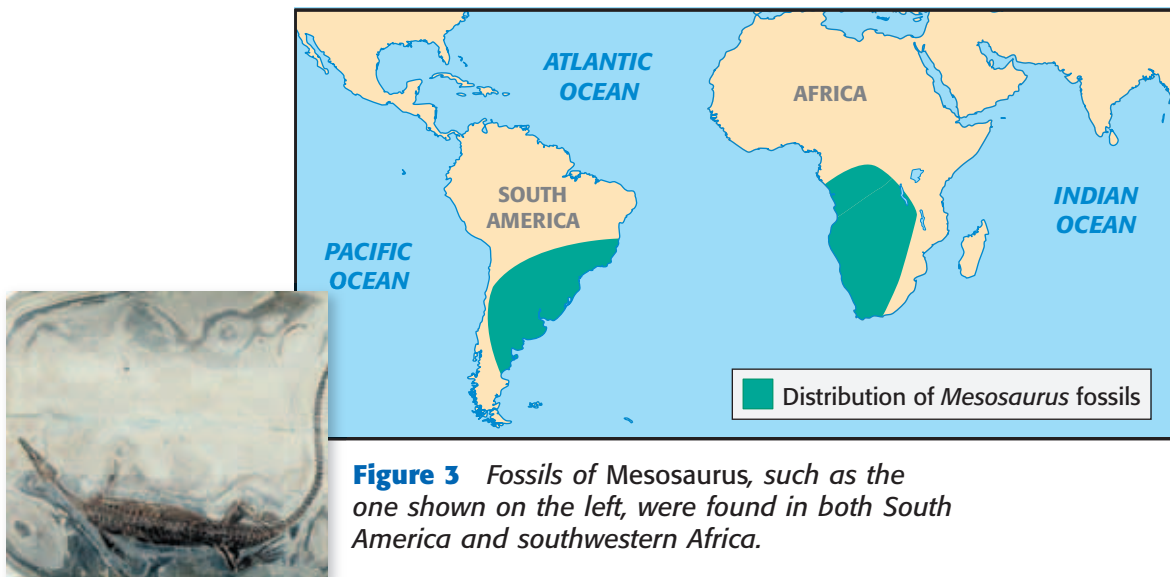 ATLANTIC
OCEAN
AFRICA
SOUTH
AMERICA
INDIAN
OCEAN
PACIFIC
OCEAN
Distribution of Mesosaurus fossils
Figure 3 Fossils of Mesosaurus, such as the
one shown on the left, were found in both South
America and southwestern Africa.